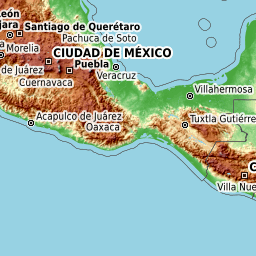 León
Santiago de Querétaro
jara
Pachuca de Soto
Morelia
CIUDAD DE MÉXICO
de Juárez
Puebla
Veracruz
Cuernavaca
Villahermosa
Acapulco de Juárez
Oaxaca
Tuxtla Gutiérre
G
Villa Nue